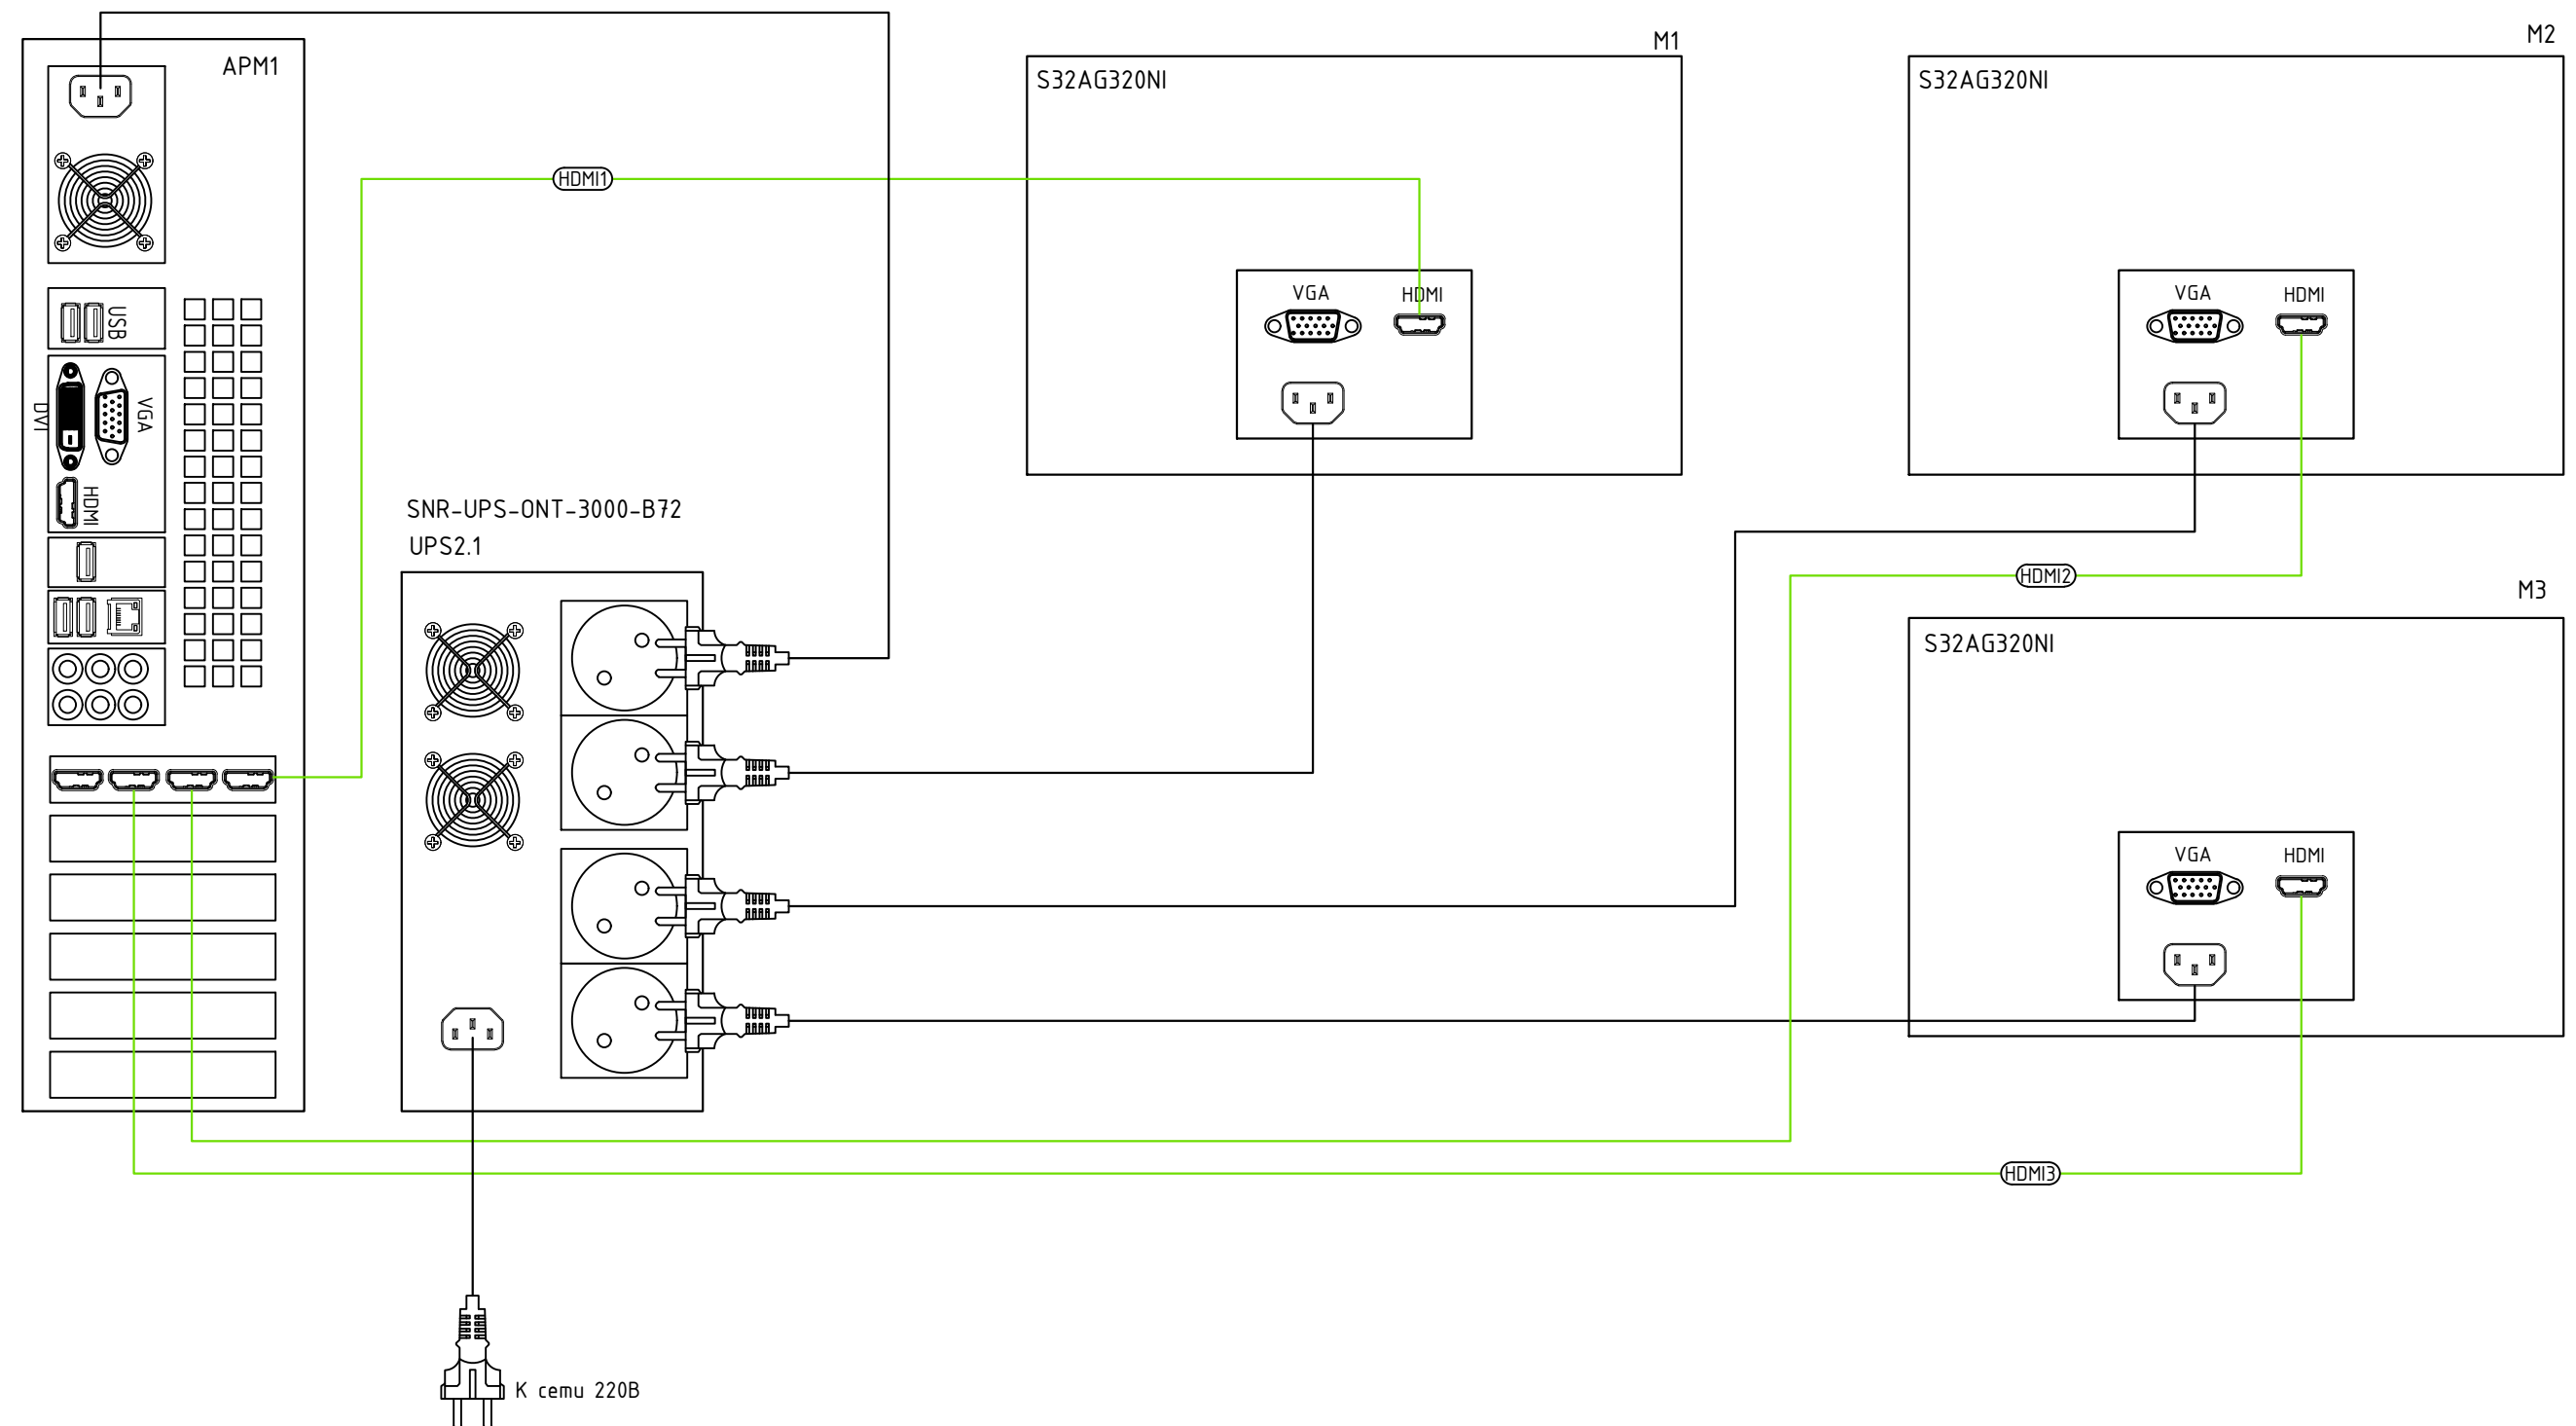 АРМ1
USB
DVI
VGA
HDMI
HDMI1
SNR-UPS-ONT-3000-B72
UPS2.1
К сети 220В
M1
S32AG320NI
VGA
HDMI
M2
S32AG320NI
VGA
HDMI
HDMI2
M3
S32AG320NI
VGA
HDMI
HDMI3